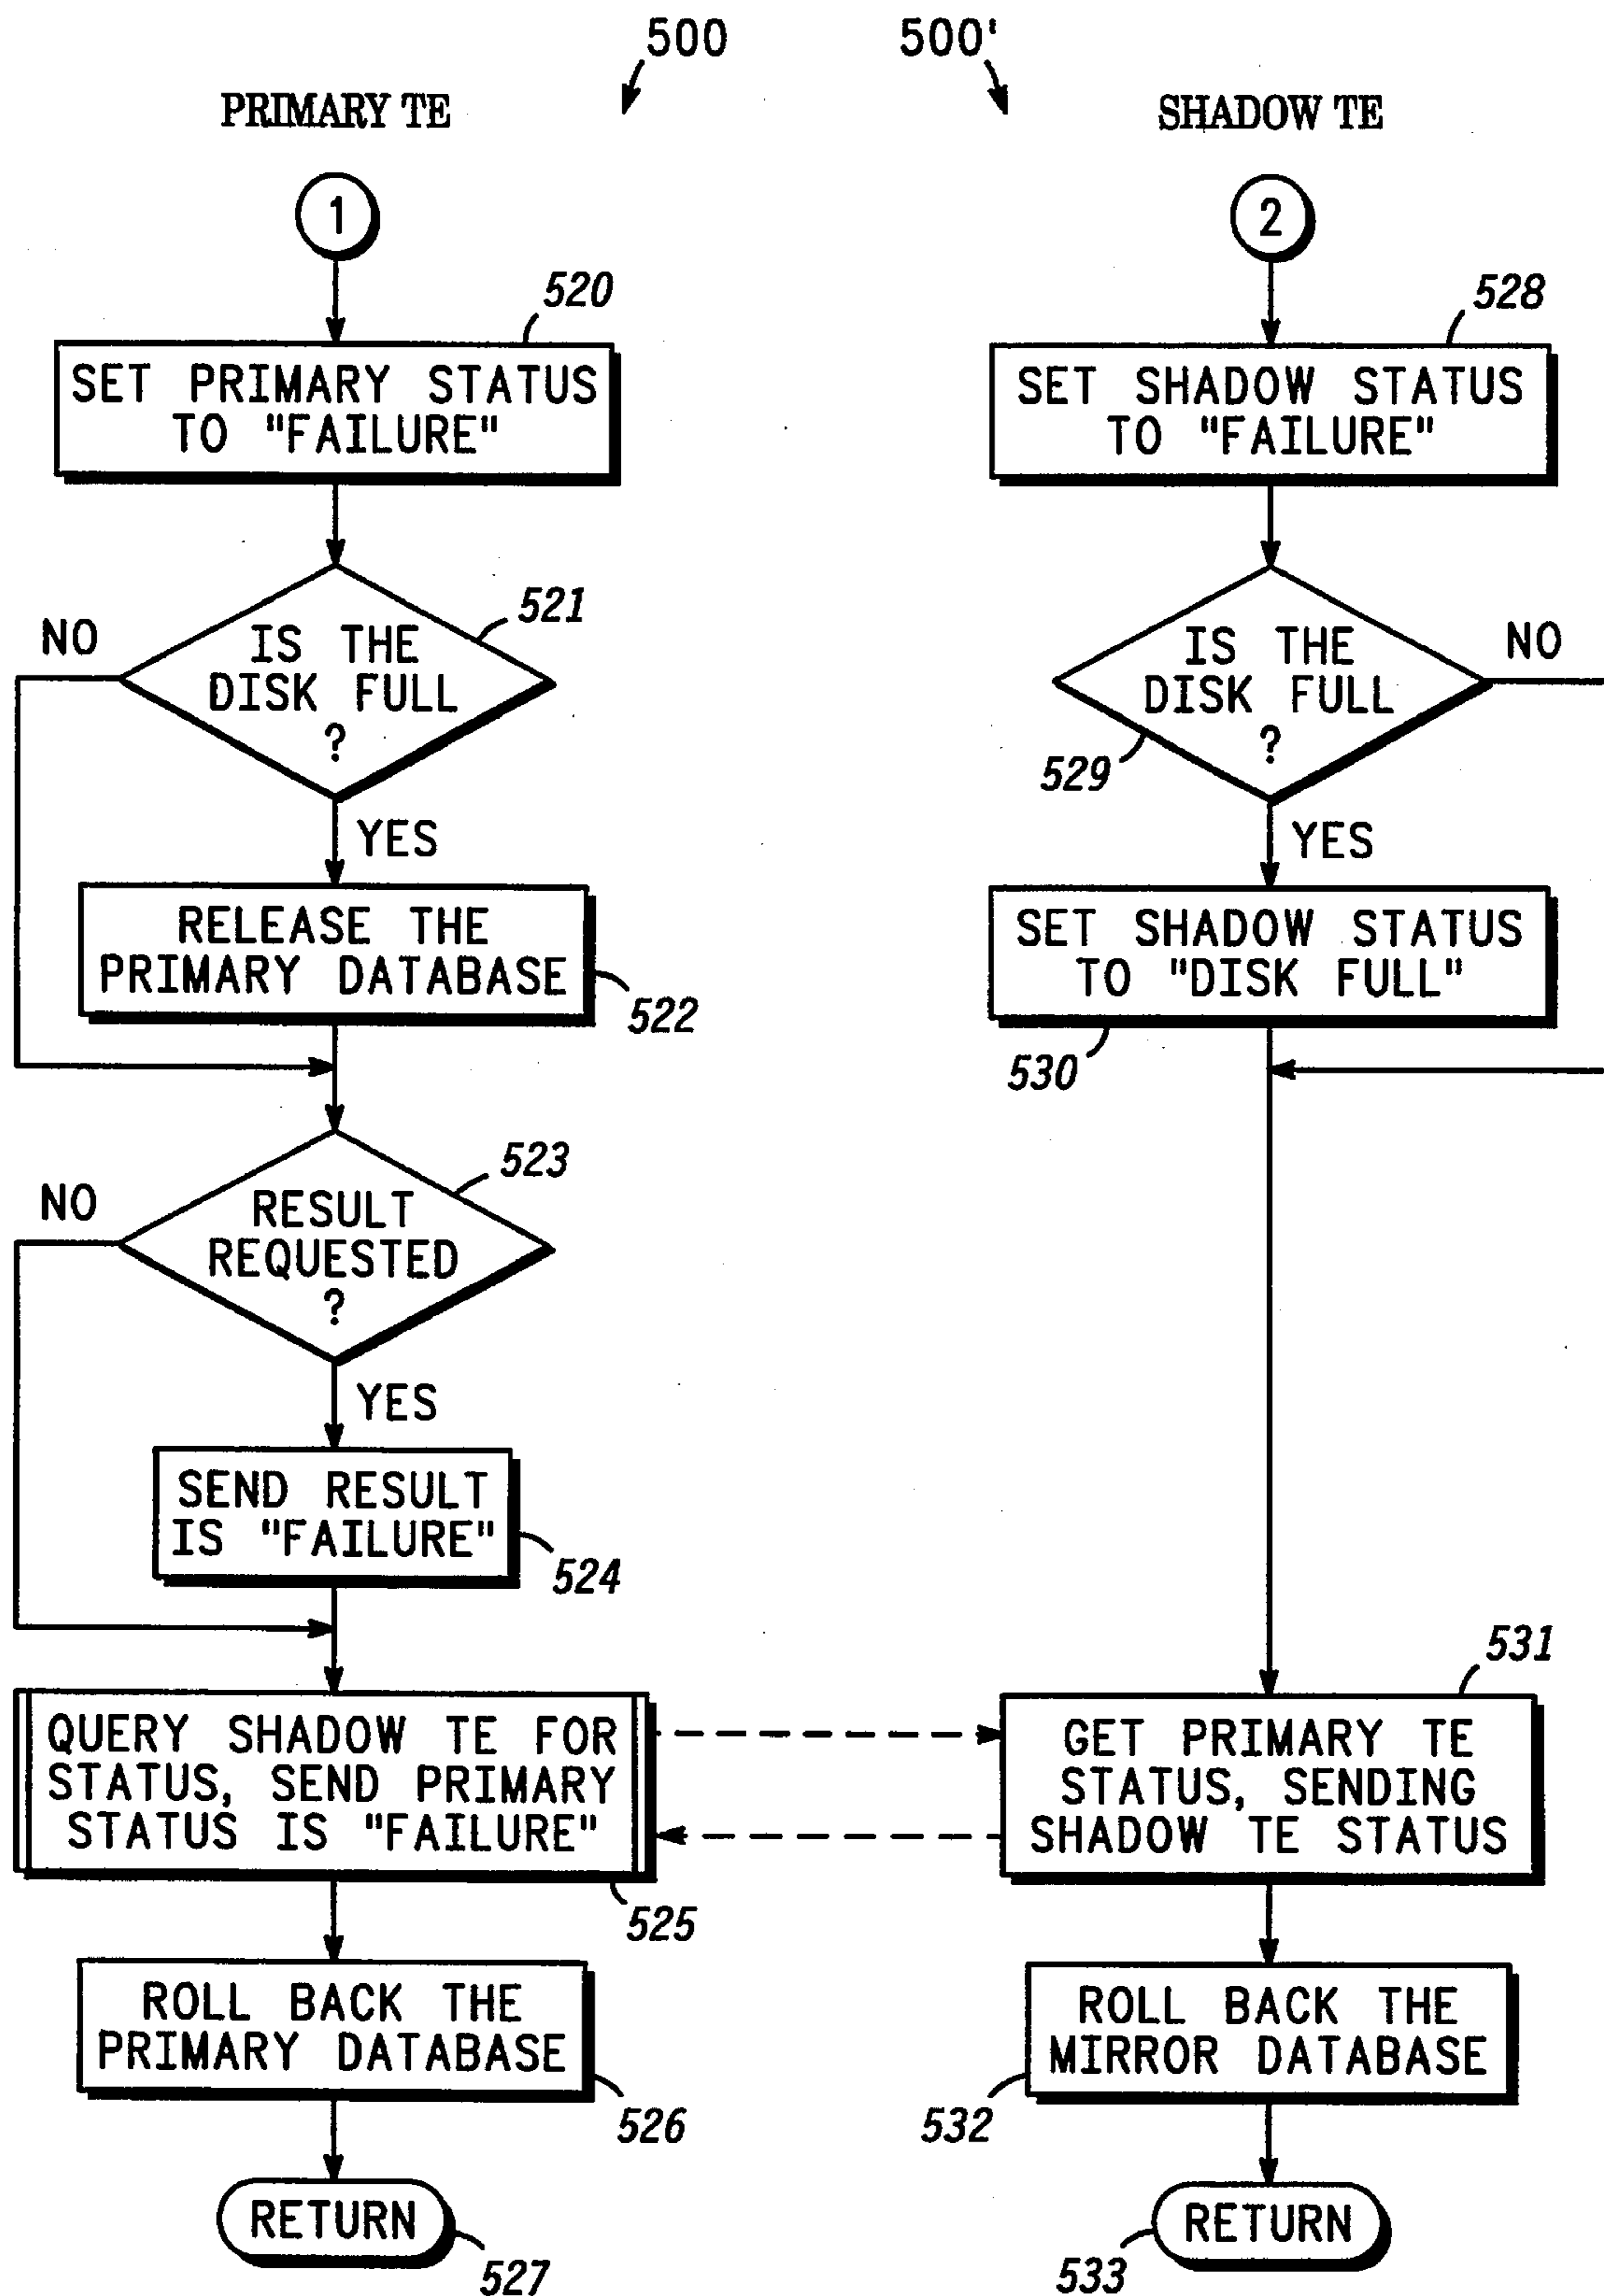 500
500'
PRIMARY TE
SHADOW TE
1
520
SET PRIMARY STATUS
TO "FAILURE"
521
NO
IS THE
DISK FULL
?
YES
RELEASE THE
PRIMARY DATABASE
522
523
NO
RESULT
REQUESTED
?
YES
SEND RESULT
IS "FAILURE"
524
QUERY SHADOW TE FOR
STATUS, SEND PRIMARY
STATUS IS "FAILURE"
525
ROLL BACK THE
PRIMARY DATABASE
526
RETURN
527
2
528
SET SHADOW STATUS
TO "FAILURE"
NO
IS THE
DISK FULL
?
529
YES
SET SHADOW STATUS
TO "DISK FULL"
530
531
GET PRIMARY TE
STATUS, SENDING
SHADOW TE STATUS
ROLL BACK THE
MIRROR DATABASE
532
RETURN
533